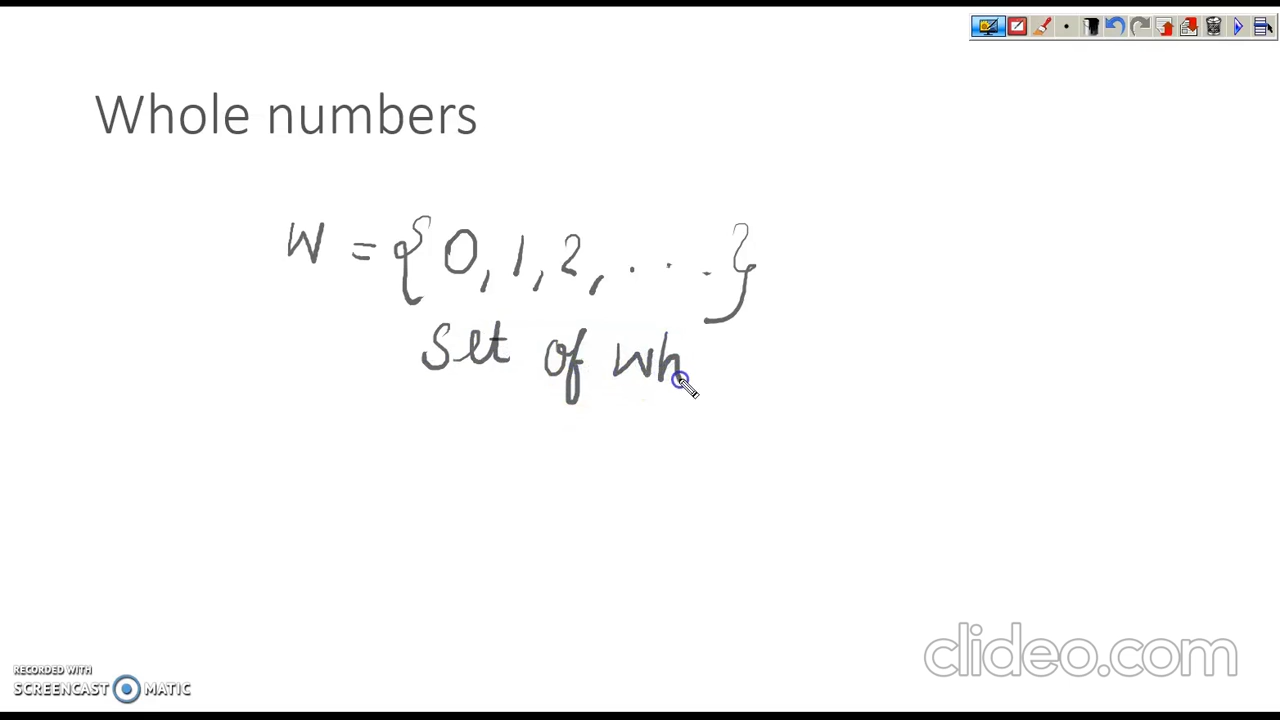 Whole numbers
W = { 0, 1, 2, . . . . }
Set of wh
RECORDED WITH
SCREENCAST MATIC
clideo.com